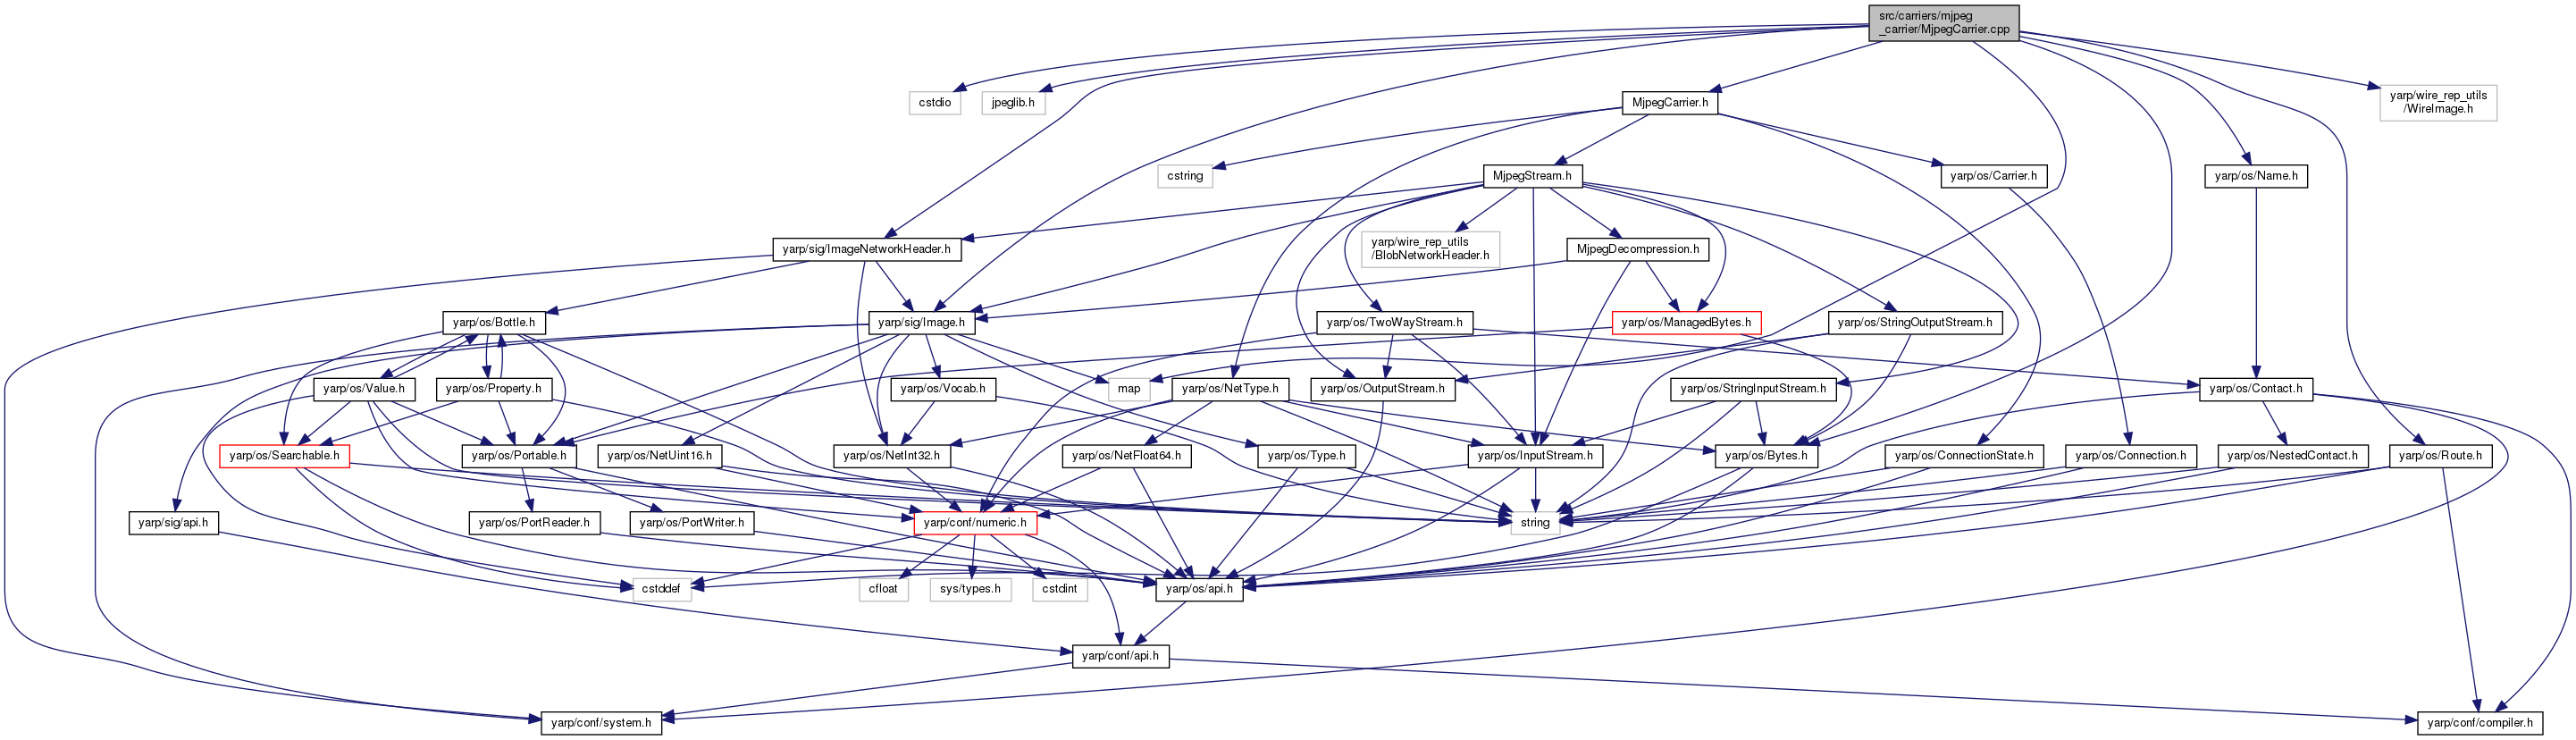 src/carriers/mjpeg
_carrier/MjpegCarrier.cpp
cstdio
jpeglib.h
MjpegCarrier.h
yarp/wire_rep_utils
/WireImage.h
cstring
MjpegStream.h
yarp/os/Carrier.h
yarp/os/Name.h
yarp/sig/ImageNetworkHeader.h
yarp/wire_rep_utils
/BlobNetworkHeader.h
MjpegDecompression.h
yarp/os/Bottle.h
yarp/sig/Image.h
yarp/os/TwoWayStream.h
yarp/os/ManagedBytes.h
yarp/os/StringOutputStream.h
yarp/os/Value.h
yarp/os/Property.h
yarp/os/Vocab.h
map
yarp/os/NetType.h
yarp/os/OutputStream.h
yarp/os/StringInputStream.h
yarp/os/Contact.h
yarp/os/Searchable.h
yarp/os/Portable.h
yarp/os/NetUint16.h
yarp/os/NetInt32.h
yarp/os/NetFloat64.h
yarp/os/Type.h
yarp/os/InputStream.h
yarp/os/Bytes.h
yarp/os/ConnectionState.h
yarp/os/Connection.h
yarp/os/NestedContact.h
yarp/os/Route.h
yarp/sig/api.h
yarp/os/PortReader.h
yarp/os/PortWriter.h
yarp/conf/numeric.h
string
cstddef
cfloat
sys/types.h
cstdint
yarp/os/api.h
yarp/conf/api.h
yarp/conf/system.h
yarp/conf/compiler.h